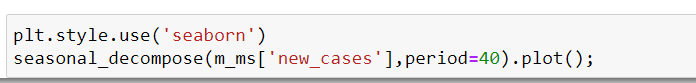 plt.style.use('seaborn')
seasonal_decompose(m_ms['new_cases'],period=40).plot();